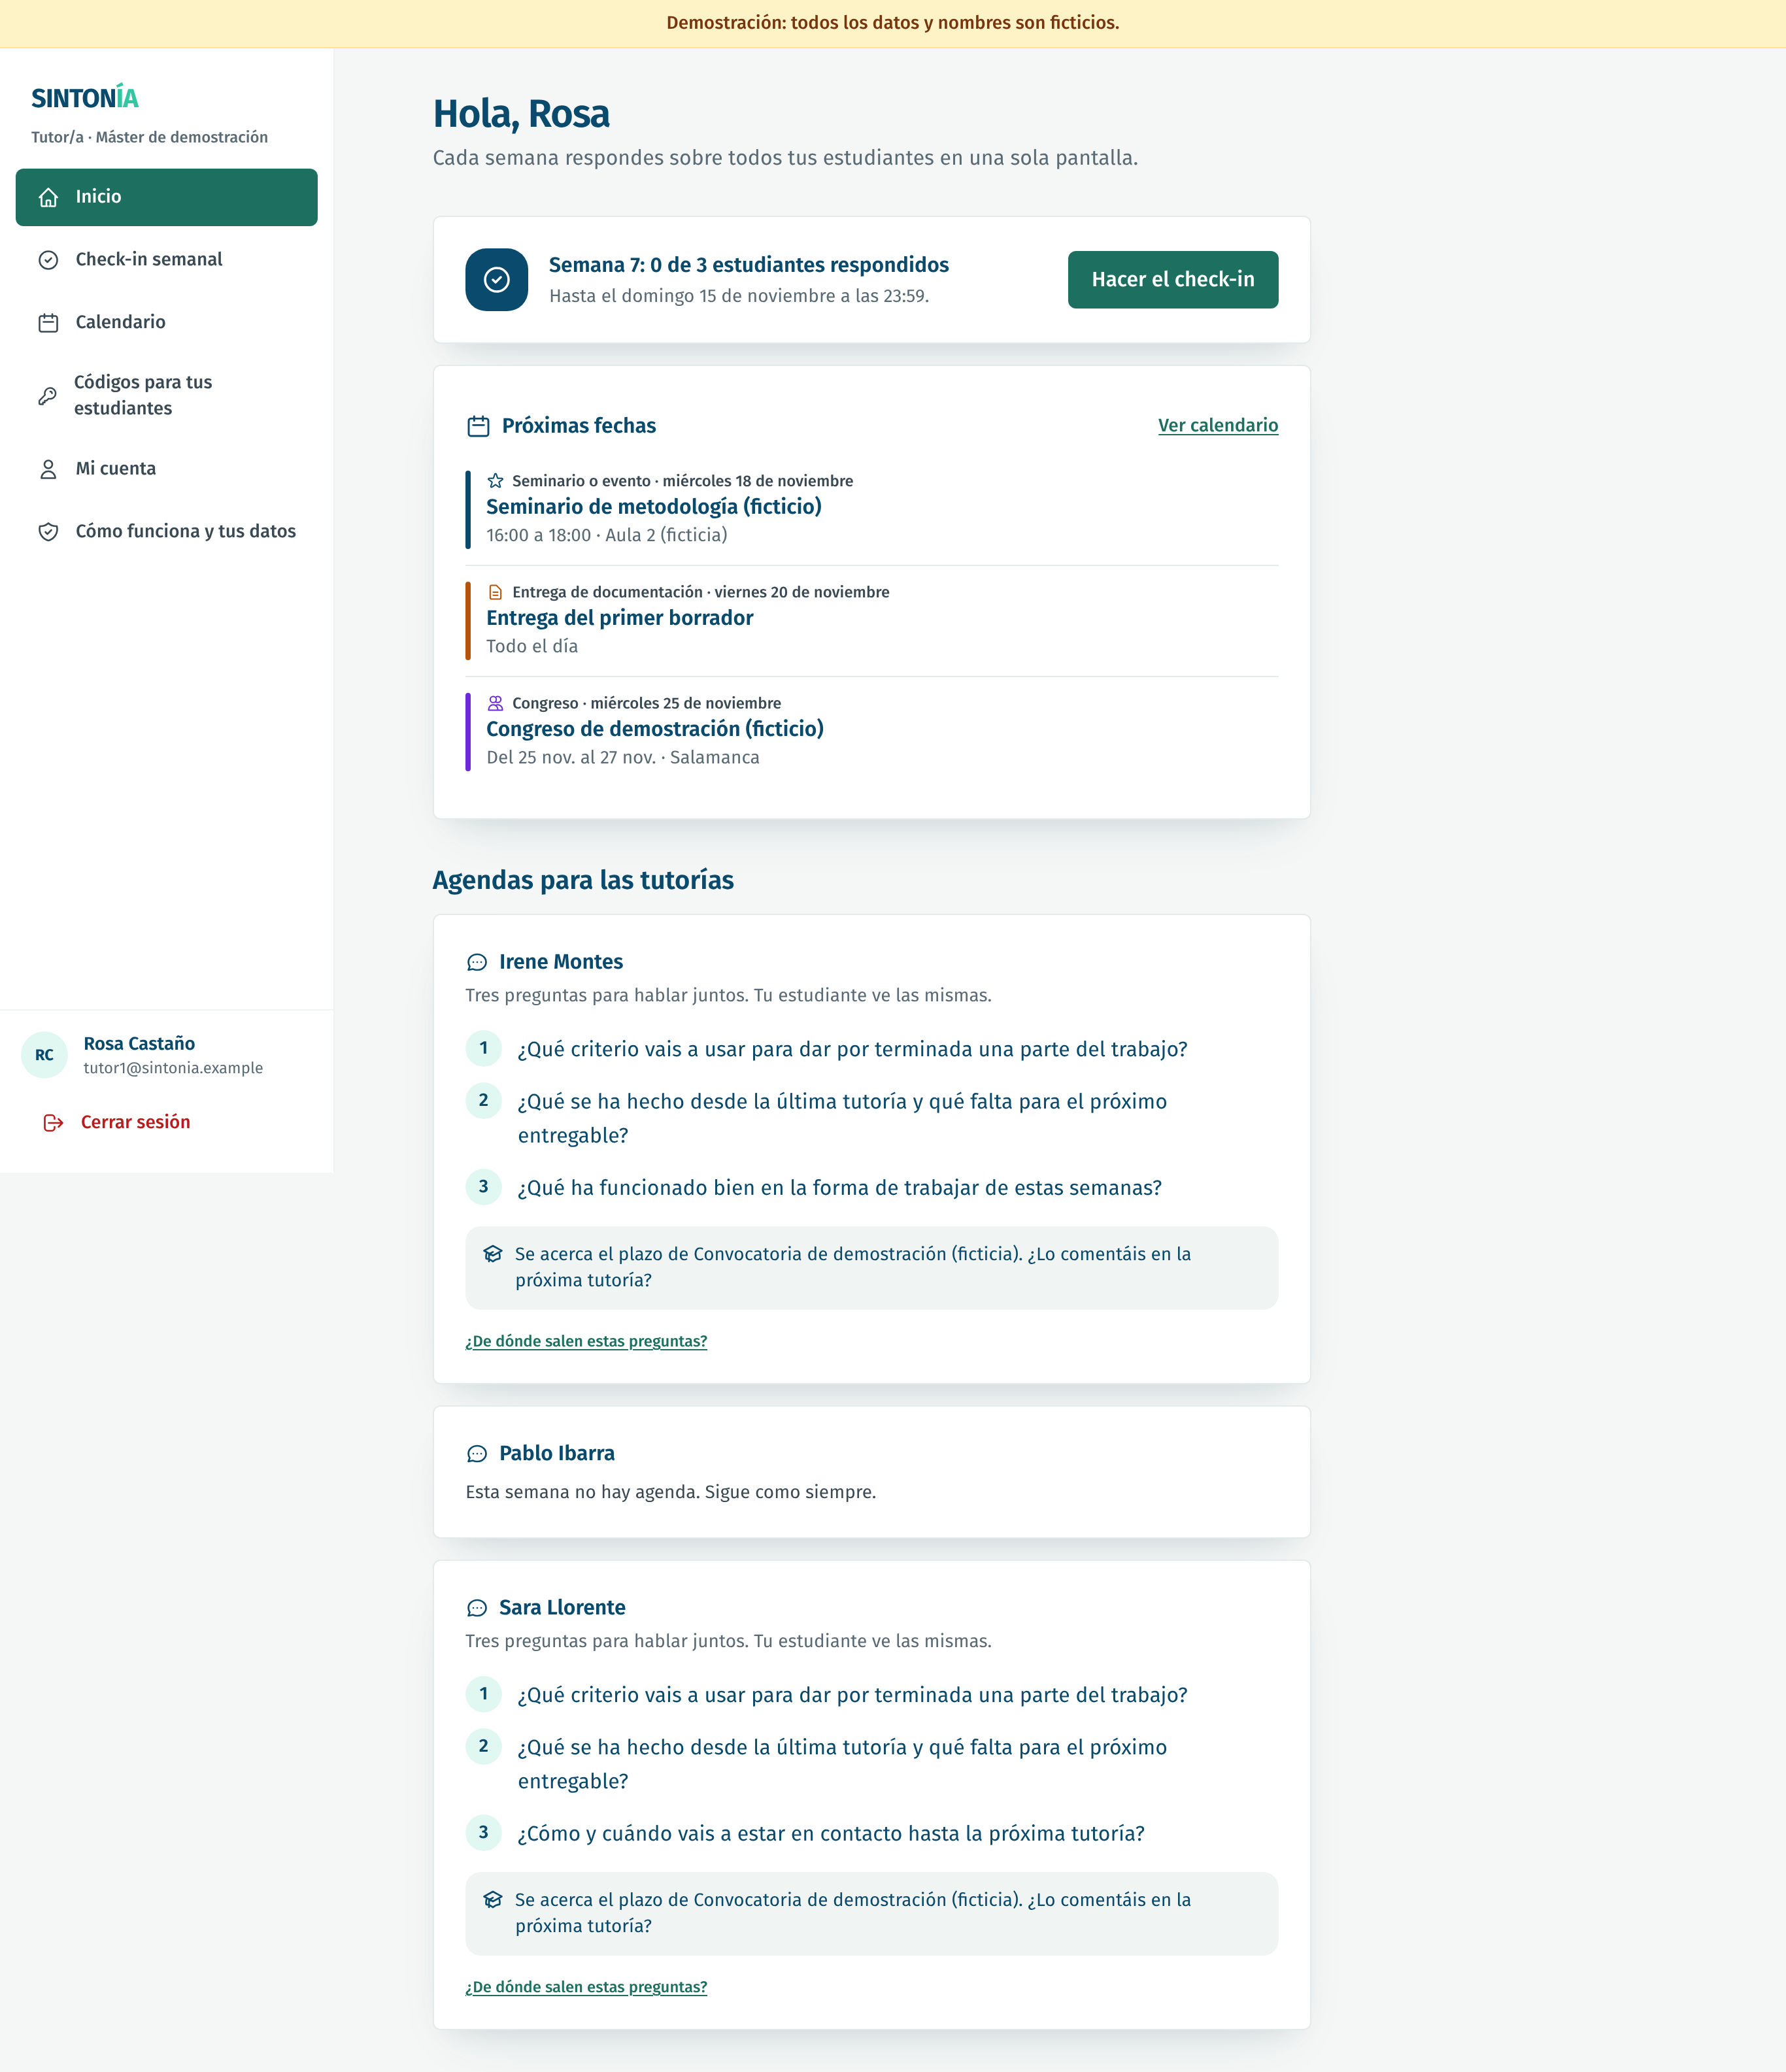 Demostración: todos los datos y nombres son ficticios.
SINTONÍA
Tutor/a · Máster de demostración
Inicio
Check-in semanal
Calendario
Códigos para tus
estudiantes
Mi cuenta
Cómo funciona y tus datos
RC
Rosa Castaño
tutor1@sintonia.example
Cerrar sesión
Hola, Rosa
Cada semana respondes sobre todos tus estudiantes en una sola pantalla.
Semana 7: 0 de 3 estudiantes respondidos
Hasta el domingo 15 de noviembre a las 23:59.
Hacer el check-in
Próximas fechas
Ver calendario
Seminario o evento · miércoles 18 de noviembre
Seminario de metodología (ficticio)
16:00 a 18:00 · Aula 2 (ficticia)
Entrega de documentación · viernes 20 de noviembre
Entrega del primer borrador
Todo el día
Congreso · miércoles 25 de noviembre
Congreso de demostración (ficticio)
Del 25 nov. al 27 nov. · Salamanca
Agendas para las tutorías
Irene Montes
Tres preguntas para hablar juntos. Tu estudiante ve las mismas.
1 ¿Qué criterio vais a usar para dar por terminada una parte del trabajo?
2 ¿Qué se ha hecho desde la última tutoría y qué falta para el próximo
entregable?
3 ¿Qué ha funcionado bien en la forma de trabajar de estas semanas?
Se acerca el plazo de Convocatoria de demostración (ficticia). ¿Lo comentáis en la
próxima tutoría?
¿De dónde salen estas preguntas?
Pablo Ibarra
Esta semana no hay agenda. Sigue como siempre.
Sara Llorente
Tres preguntas para hablar juntos. Tu estudiante ve las mismas.
1 ¿Qué criterio vais a usar para dar por terminada una parte del trabajo?
2 ¿Qué se ha hecho desde la última tutoría y qué falta para el próximo
entregable?
3 ¿Cómo y cuándo vais a estar en contacto hasta la próxima tutoría?
Se acerca el plazo de Convocatoria de demostración (ficticia). ¿Lo comentáis en la
próxima tutoría?
¿De dónde salen estas preguntas?